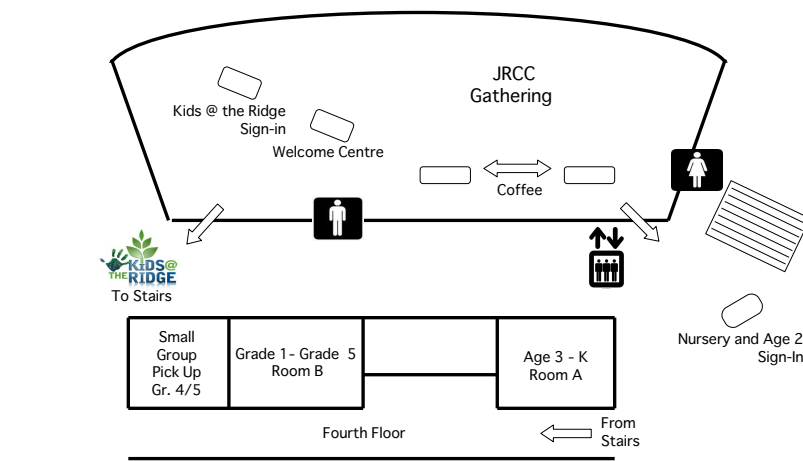 JRCC
Gathering
Kids @ the Ridge
Sign-in
Welcome Centre
Coffee
KiDS@
THE RIDGE
To Stairs
Nursery and Age 2
Sign-In
Small
Group
Pick Up
Gr. 4/5
Grade 1- Grade 5
Room B
Age 3 - K
Room A
Fourth Floor
From
Stairs